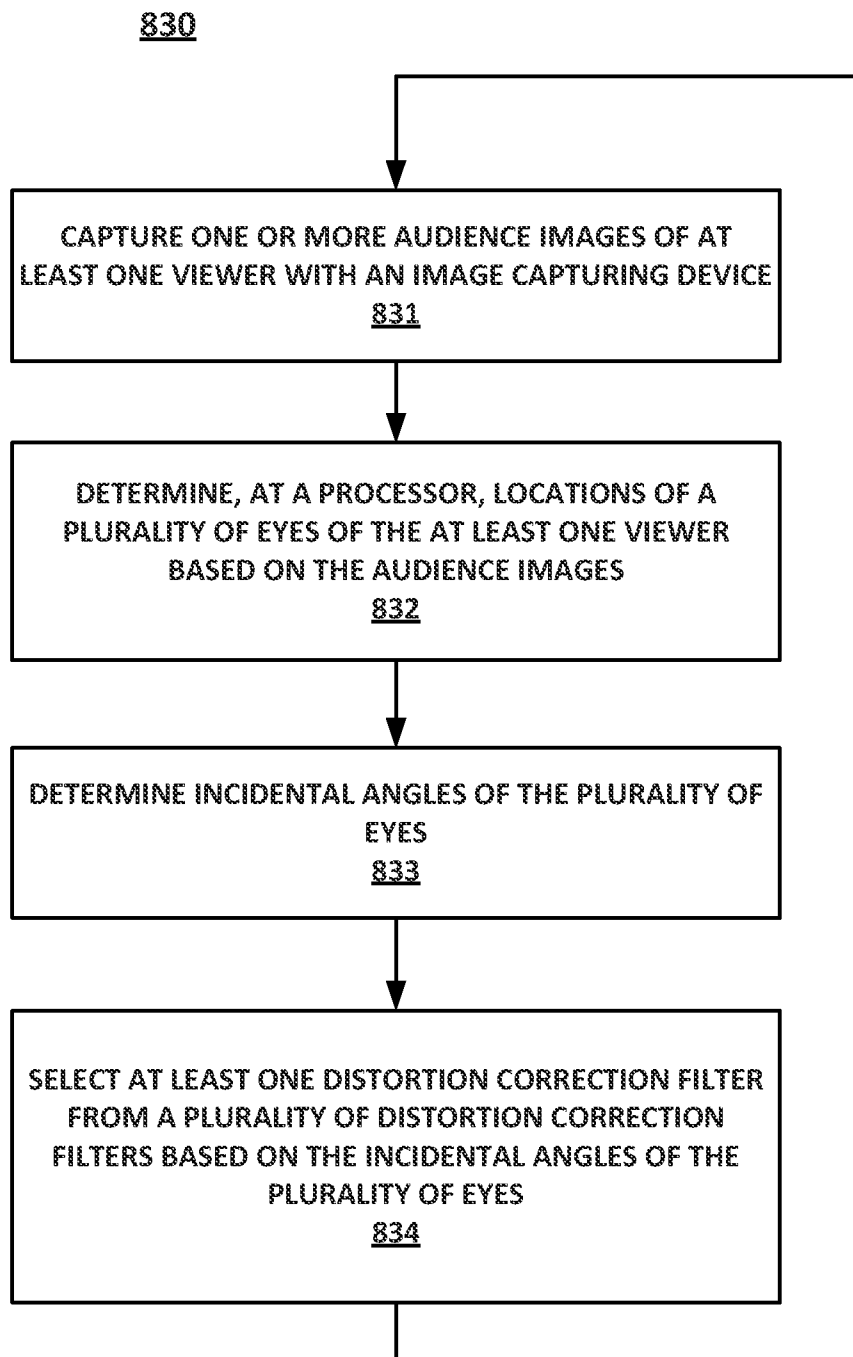 830
CAPTURE ONE OR MORE AUDIENCE IMAGES OF AT
LEAST ONE VIEWER WITH AN IMAGE CAPTURING DEVICE
831
DETERMINE, AT A PROCESSOR, LOCATIONS OF A
PLURALITY OF EYES OF THE AT LEAST ONE VIEWER
BASED ON THE AUDIENCE IMAGES
832
DETERMINE INCIDENTAL ANGLES OF THE PLURALITY OF
EYES
833
SELECT AT LEAST ONE DISTORTION CORRECTION FILTER
FROM A PLURALITY OF DISTORTION CORRECTION
FILTERS BASED ON THE INCIDENTAL ANGLES OF THE
PLURALITY OF EYES
834